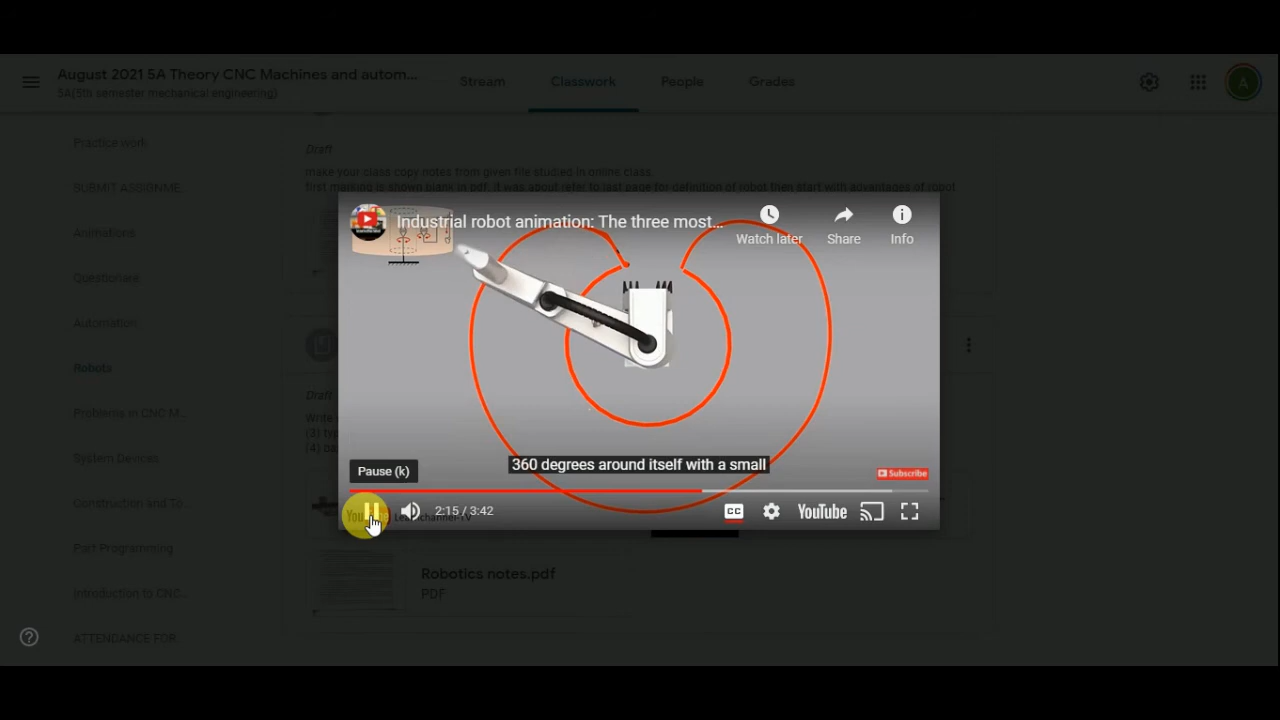 August 2021 5A Theory CNC Machines and autom...
5A(5th semester mechanical engineering)
Stream
Classwork
People
Grades
A
Practice work
SUBMIT ASSIGNME...
Animations
Questionare
Automation
Robots
Problems in CNC M...
System Devices
Construction and To...
Part Programming
Introduction to CNC...
ATTENDANCE FOR
Draft
make your class copy notes from given file studied in online class.
first marking is shown blank in pdf, it was about refer to last page for definition of robot then start with advantages of robot
Industrial robot animation: The three most...
Watch later
Share
Info
Draft
Write
(3) typ
(4)
360 degrees around itself with a small
Subscribe
Pause (k)
2:15 / 3:42
CC
YouTube
Robotics notes.pdf
PDF